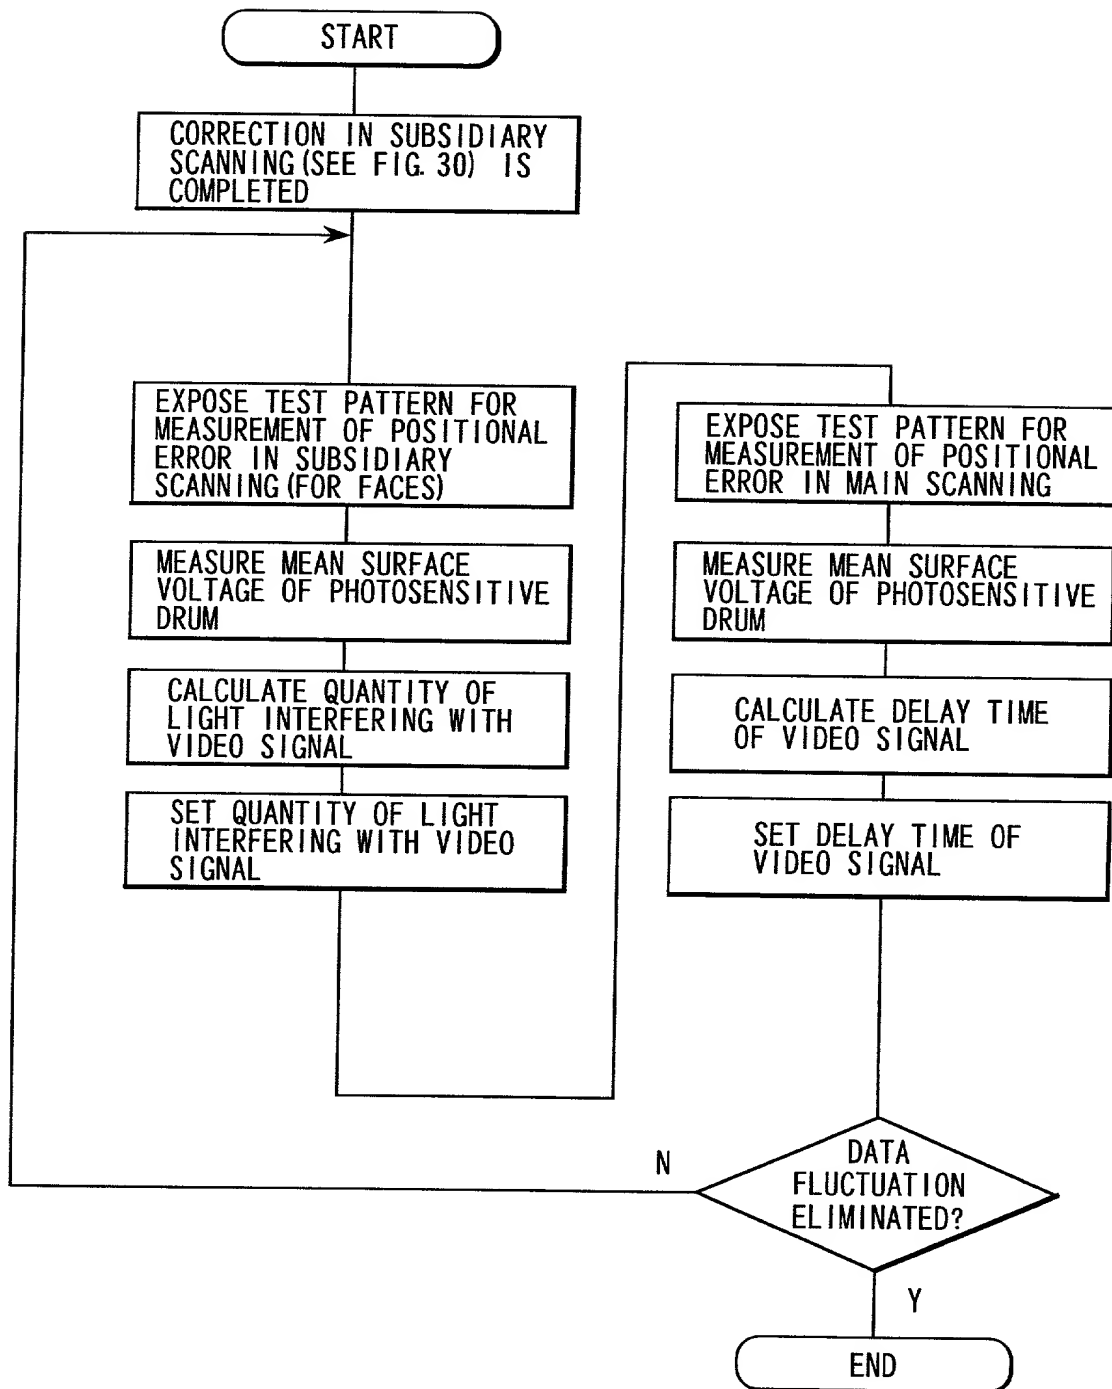 START
CORRECTION IN SUBSIDIARY
SCANNING (SEE FIG. 30) IS
COMPLETED
EXPOSE TEST PATTERN FOR
MEASUREMENT OF POSITIONAL
ERROR IN SUBSIDIARY
SCANNING (FOR FACES)
MEASURE MEAN SURFACE
VOLTAGE OF PHOTOSENSITIVE
DRUM
CALCULATE QUANTITY OF
LIGHT INTERFERING WITH
VIDEO SIGNAL
SET QUANTITY OF LIGHT
INTERFERING WITH VIDEO
SIGNAL
EXPOSE TEST PATTERN FOR
MEASUREMENT OF POSITIONAL
ERROR IN MAIN SCANNING
MEASURE MEAN SURFACE
VOLTAGE OF PHOTOSENSITIVE
DRUM
CALCULATE DELAY TIME
OF VIDEO SIGNAL
SET DELAY TIME OF
VIDEO SIGNAL
DATA
FLUCTUATION
ELIMINATED?
N
Y
END